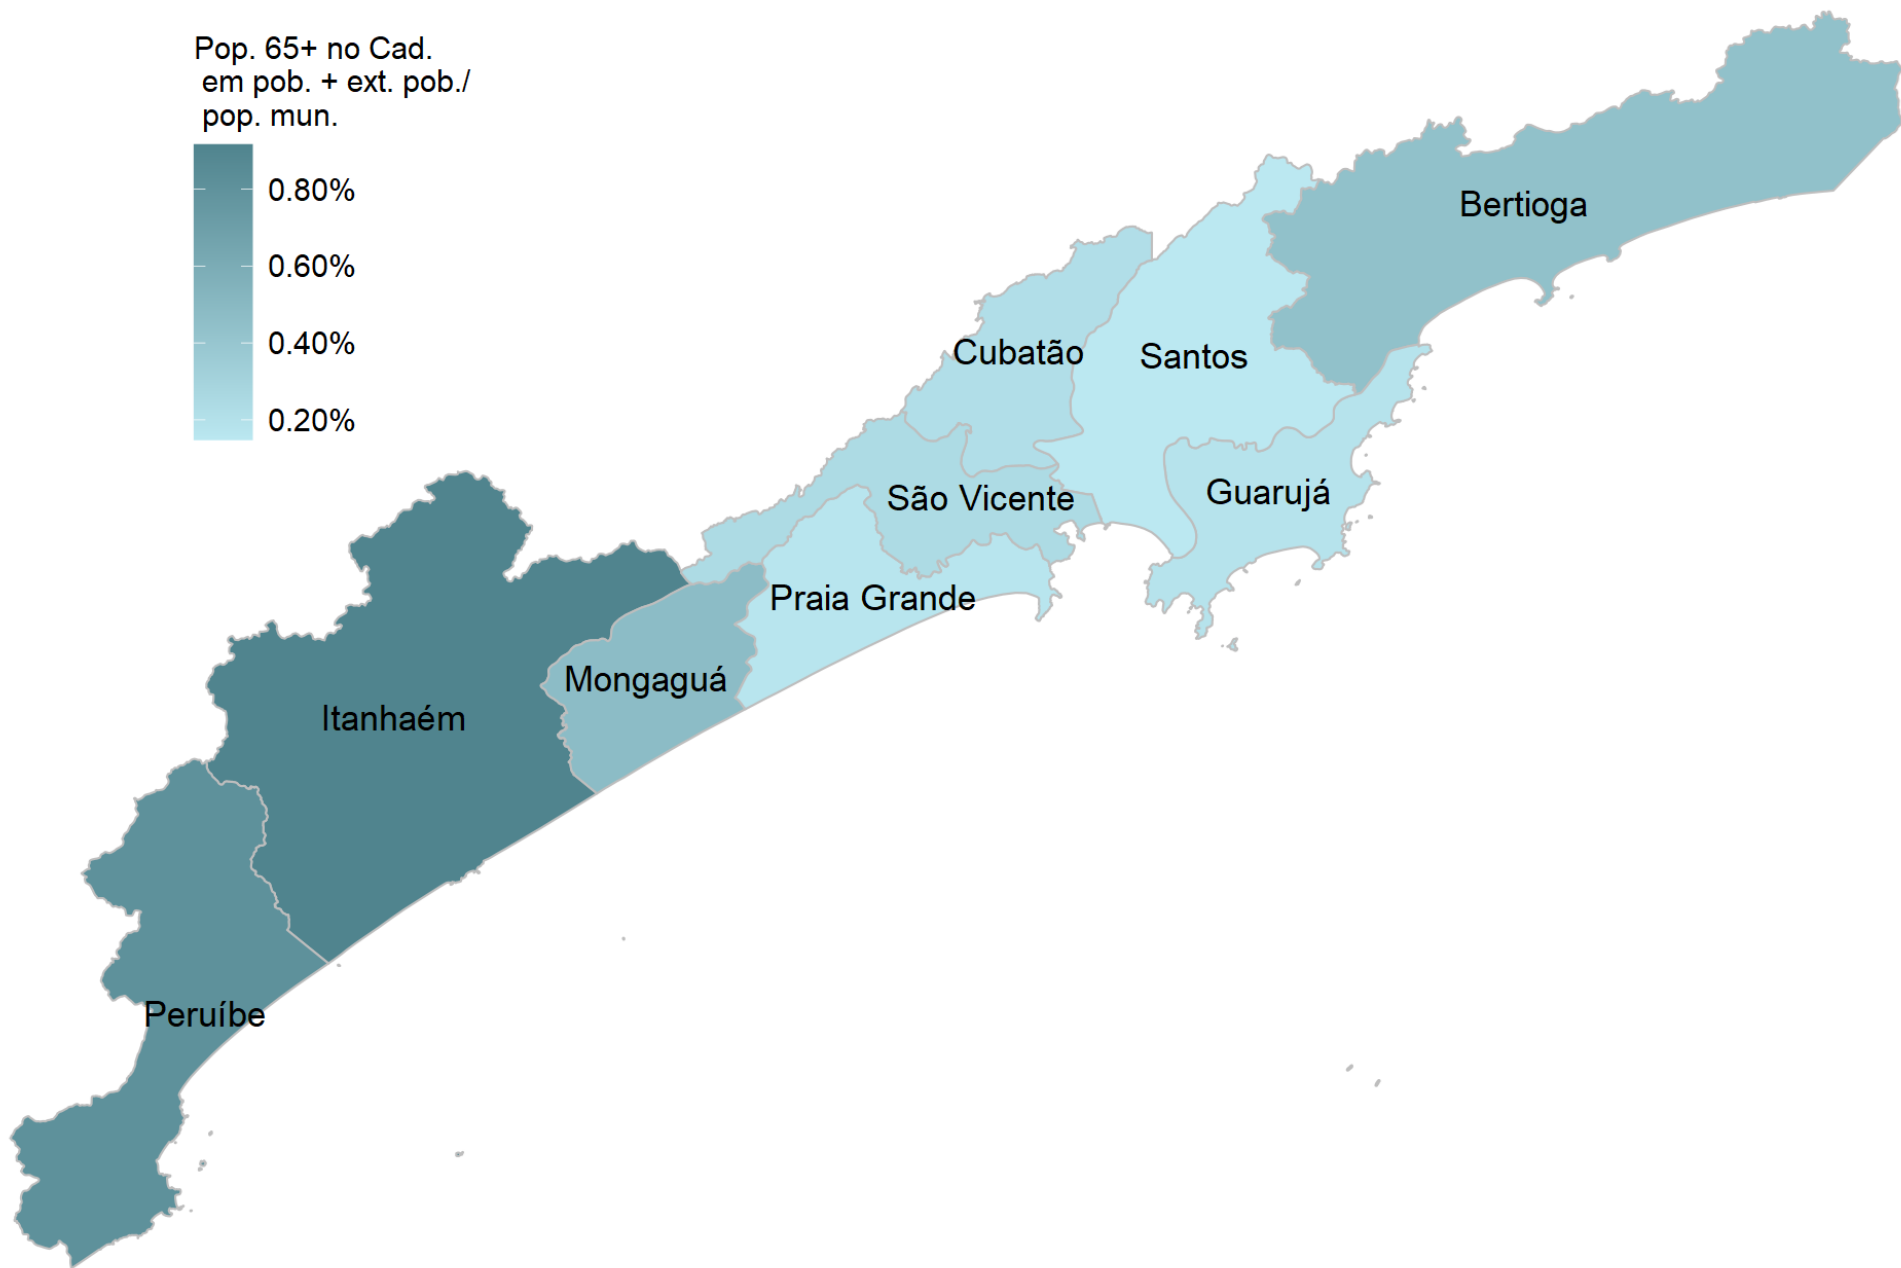 Pop. 65+ no Cad.
em pob. + ext. pob./
pop. mun.
0.80%
0.60%
0.40%
0.20%
Bertioga
Cubatão
Santos
São Vicente
Guarujá
Praia Grande
Mongaguá
Itanhaém
Peruíbe